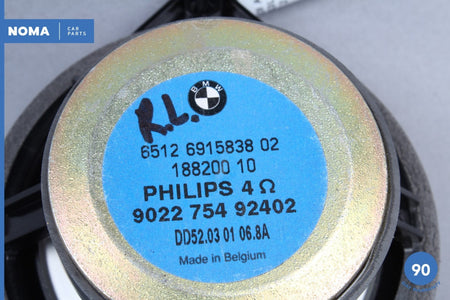 NOMA
CAR
PARTS
BMW
R.L.
6512 6915838 02
188200 10
PHILIPS 4 Ω
9022 754 92402
DD52.03 01 06.8A
Made in Belgium
90